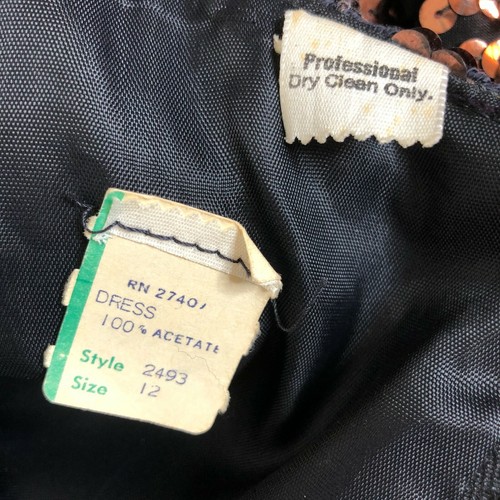 Professional
Dry Clean Only.
RN 27401
DRESS
100% ACETATE
Style 2493
Size 12